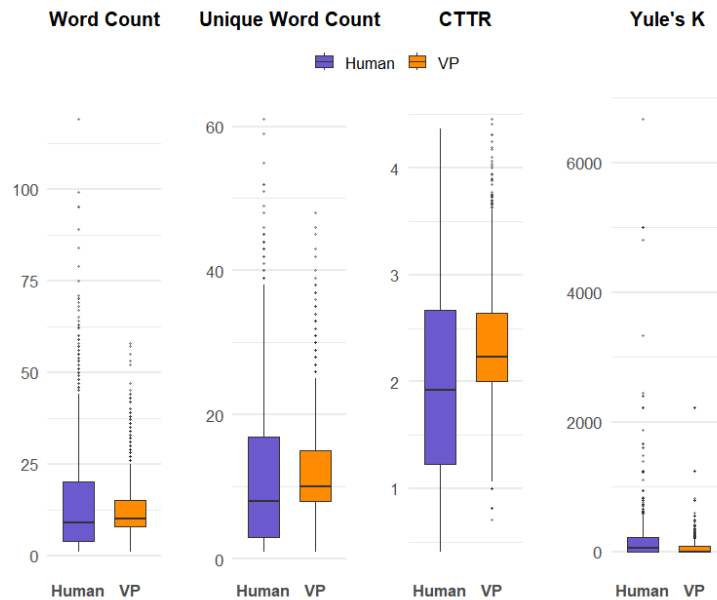 Word Count
Unique Word Count
CTTR
Yule's K
Human
VP
100
75
50
25
0
Human VP
60
40
20
0
Human VP
4
3
2
1
Human VP
6000
4000
2000
0
Human VP